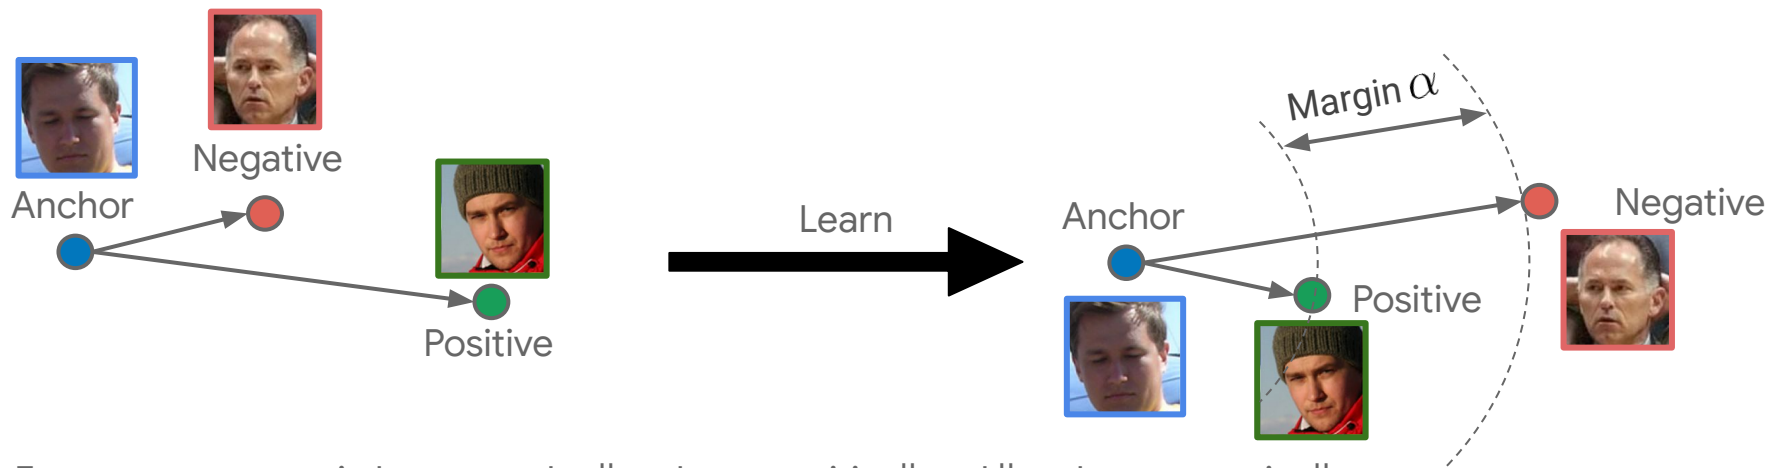 Negative
Anchor
Positive
Learn
Margin α
Anchor
Negative
Positive